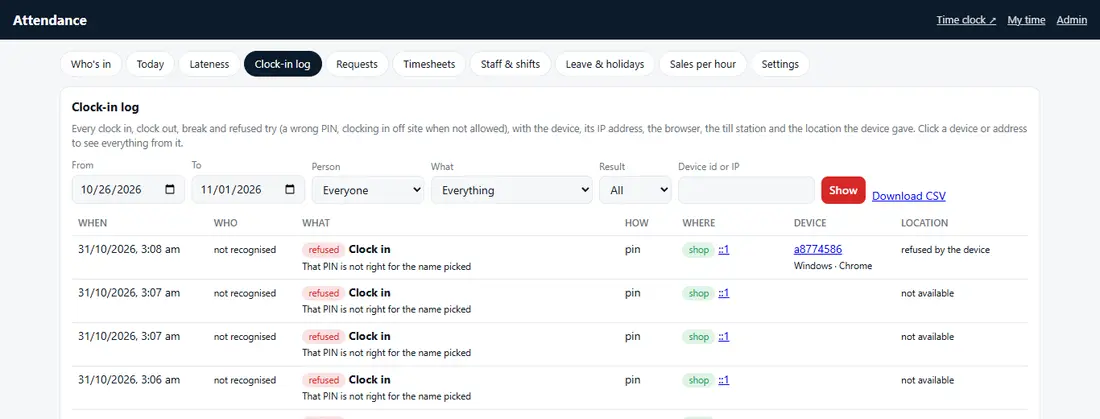 Attendance
Time clock ↗ My time Admin
Who's in Today Lateness Clock-in log Requests Timesheets Staff & shifts Leave & holidays Sales per hour Settings
Clock-in log
Every clock in, clock out, break and refused try (a wrong PIN, clocking in off site when not allowed), with the device, its IP address, the browser, the till station and the location the device gave. Click a device or address
to see everything from it.
From To Person What Result Device id or IP
10/26/2026 11/01/2026 Everyone Everything All Show Download CSV
WHEN WHO WHAT HOW WHERE DEVICE LOCATION
31/10/2026, 3:08 am not recognised refused Clock in pin shop ::1 a8774586 refused by the device
That PIN is not right for the name picked Windows · Chrome
31/10/2026, 3:07 am not recognised refused Clock in pin shop ::1 not available
That PIN is not right for the name picked
31/10/2026, 3:07 am not recognised refused Clock in pin shop ::1 not available
That PIN is not right for the name picked
31/10/2026, 3:06 am not recognised refused Clock in pin shop ::1 not available
That PIN is not right for the name picked